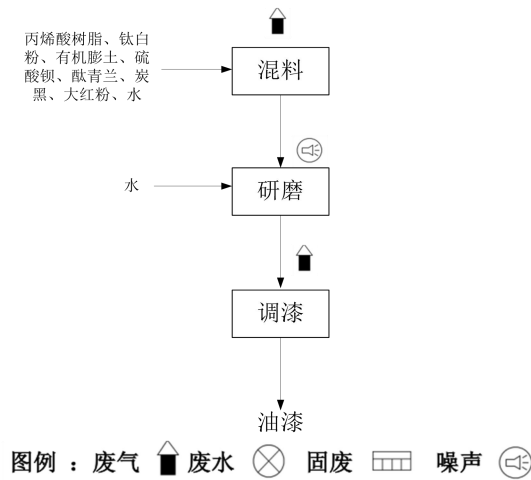 丙烯酸树脂、钛白
粉、有机膨土、硫
酸钡、酞青兰、炭
黑、大红粉、水
混料
水
研磨
调漆
油漆
图例 ：废气 废水 固废 噪声